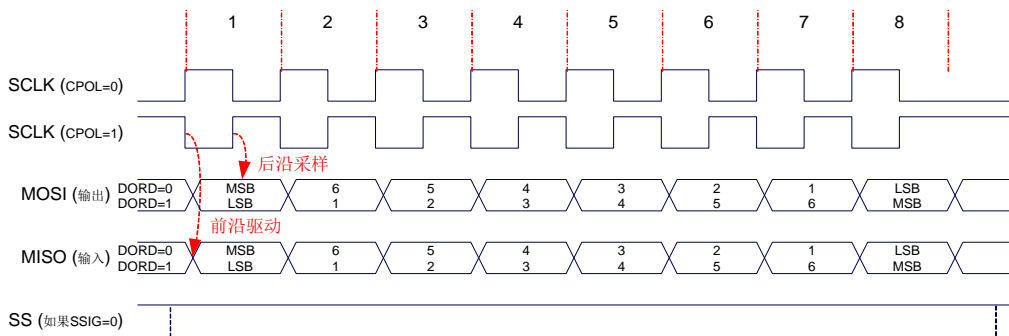 1 2 3 4 5 6 7 8
SCLK (CPOL=0)
SCLK (CPOL=1)
后沿采样
MOSI (输出) DORD=0 MSB 6 5 4 3 2 1 LSB
DORD=1 LSB 1 2 3 4 5 6 MSB
前沿驱动
MISO (输入) DORD=0 MSB 6 5 4 3 2 1 LSB
DORD=1 LSB 1 2 3 4 5 6 MSB
SS (如果SSIG=0)